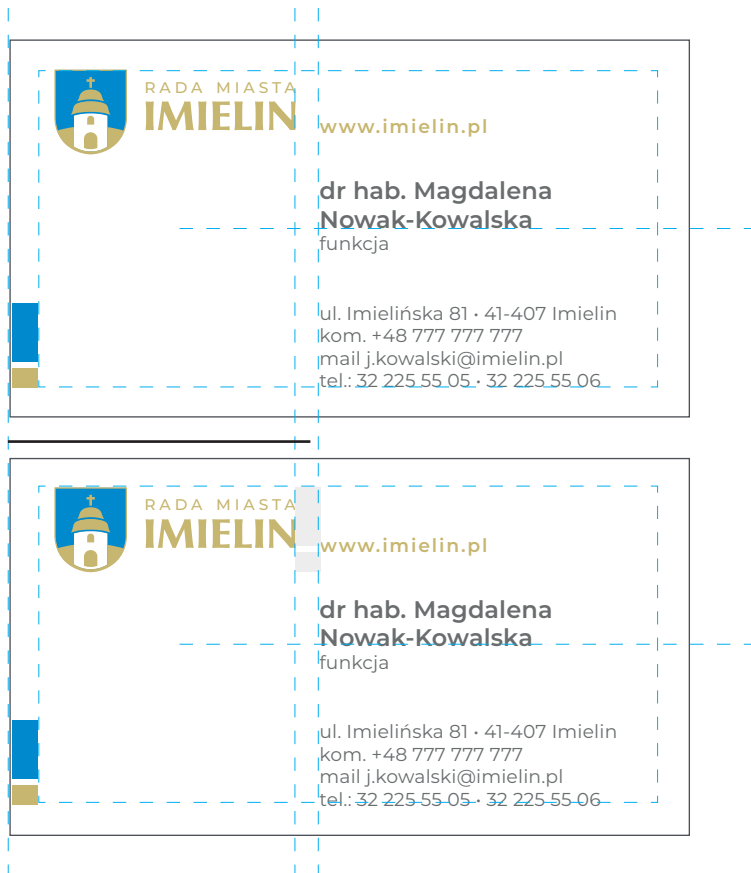 RADA MIASTA
IMIELIN
www.imielin.pl
dr hab. Magdalena
Nowak-Kowalska
funkcja
ul. Imielińska 81 • 41-407 Imielin
kom. +48 777 777 777
mail j.kowalski@imielin.pl
tel.: 32 225 55 05 • 32 225 55 06
RADA MIASTA
IMIELIN
www.imielin.pl
dr hab. Magdalena
Nowak-Kowalska
funkcja
ul. Imielińska 81 • 41-407 Imielin
kom. +48 777 777 777
mail j.kowalski@imielin.pl
tel.: 32 225 55 05 • 32 225 55 06